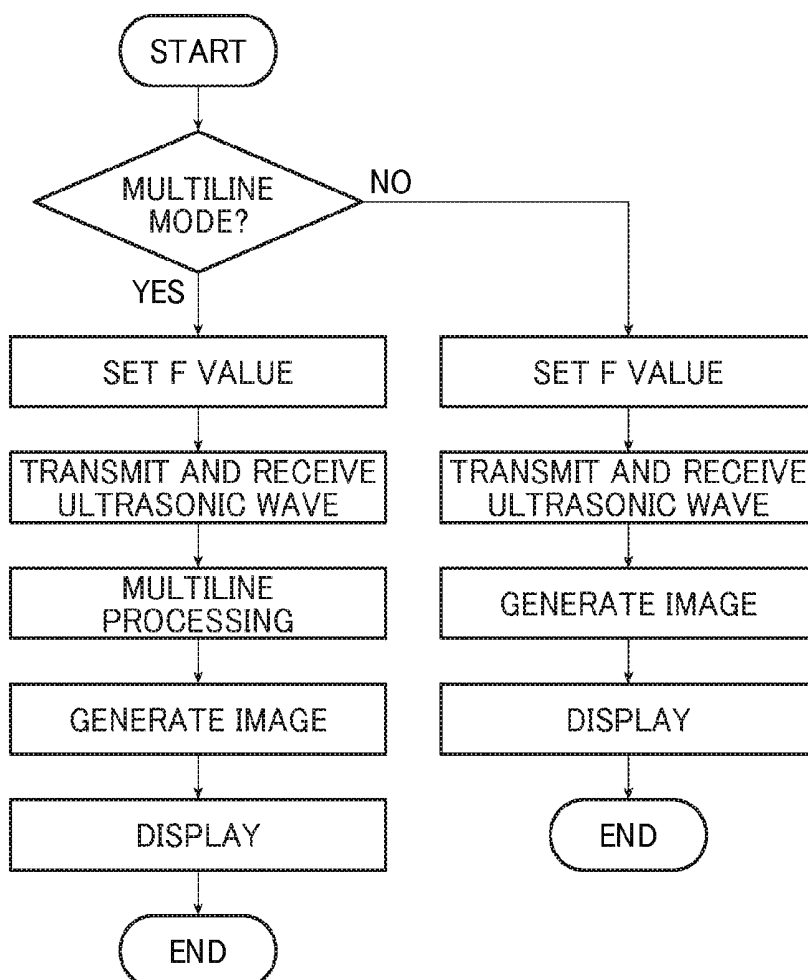 START
MULTILINE
MODE?
NO
YES
SET F VALUE
TRANSMIT AND RECEIVE
ULTRASONIC WAVE
MULTILINE
PROCESSING
GENERATE IMAGE
DISPLAY
END
SET F VALUE
TRANSMIT AND RECEIVE
ULTRASONIC WAVE
GENERATE IMAGE
DISPLAY
END